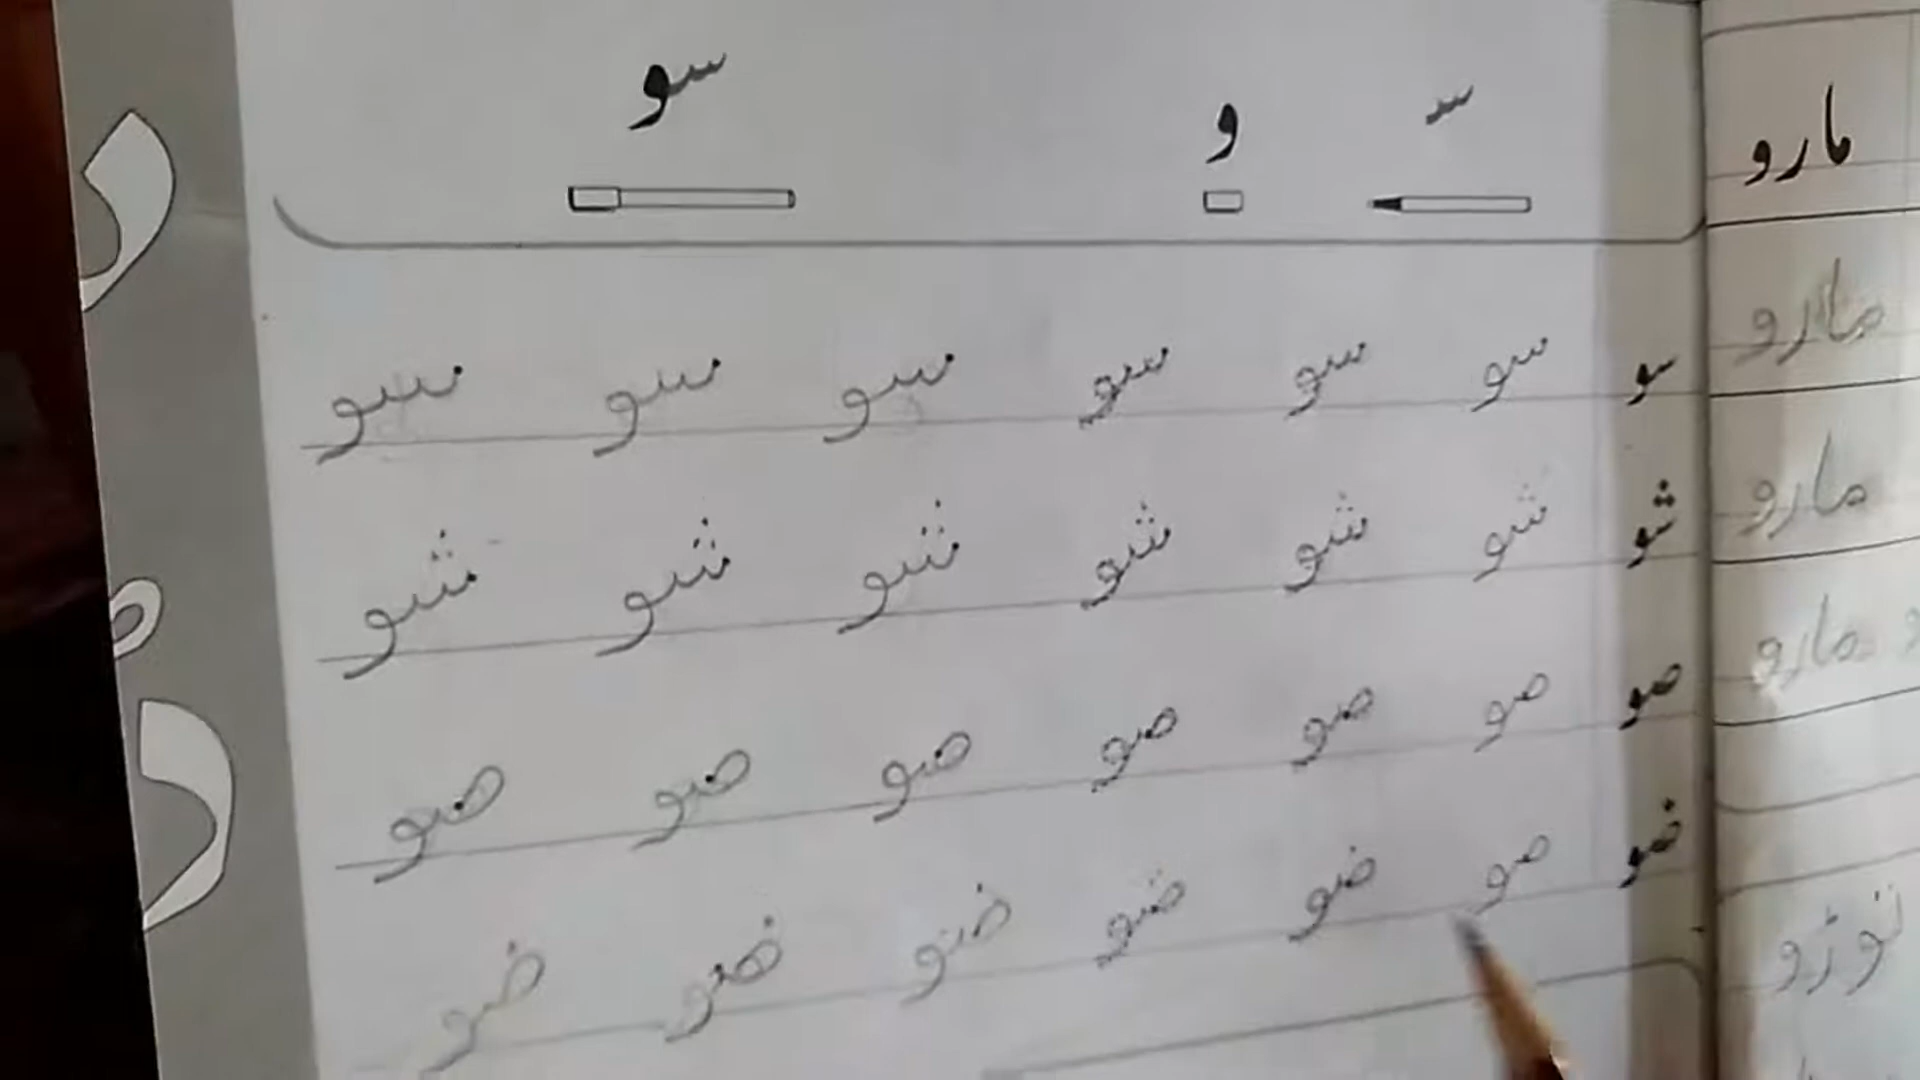 سـ و سو
سو سو سو سو سو سو سو
شو شو شو شو شو شو شو
صو صو صو صو صو صو صو
ضو صو ضو ضو ضو ضو ضو
مارو
مارو
مارو
مارو
توڑو